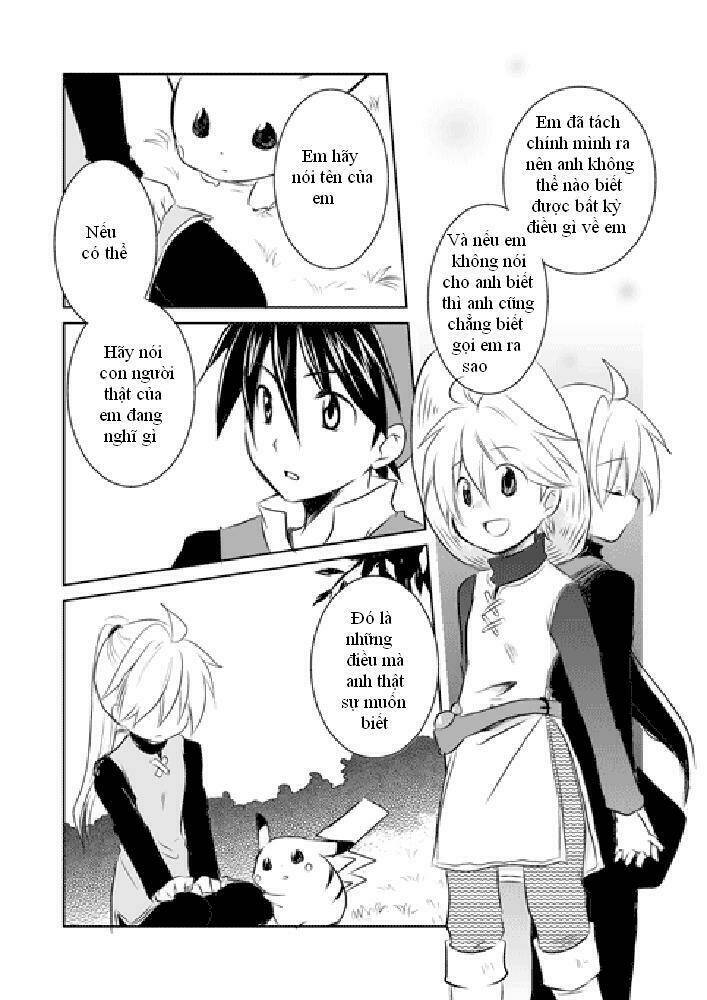 Em đã tách
chính mình ra
nên anh không
thể nào biết
được bất kỳ
điều gì về em
Và nếu em
không nói
cho anh biết
thì anh cũng
chẳng biết
gọi em ra
sao
Em hãy
nói tên của
em
Nếu
có thể
Hãy nói
con người
thật của
em đang
nghĩ gì
Đó là
những
điều mà
anh thật
sự muốn
biết